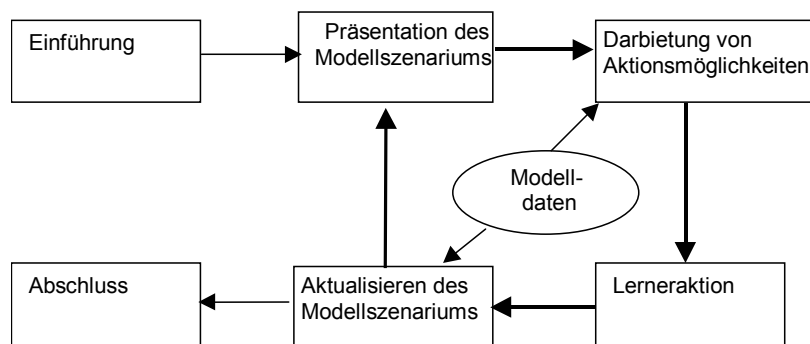 Einführung
Präsentation des
Modellszenariums
Darbietung von
Aktionsmöglichkeiten
Modell-
daten
Abschluss
Aktualisieren des
Modellszenariums
Lerneraktion